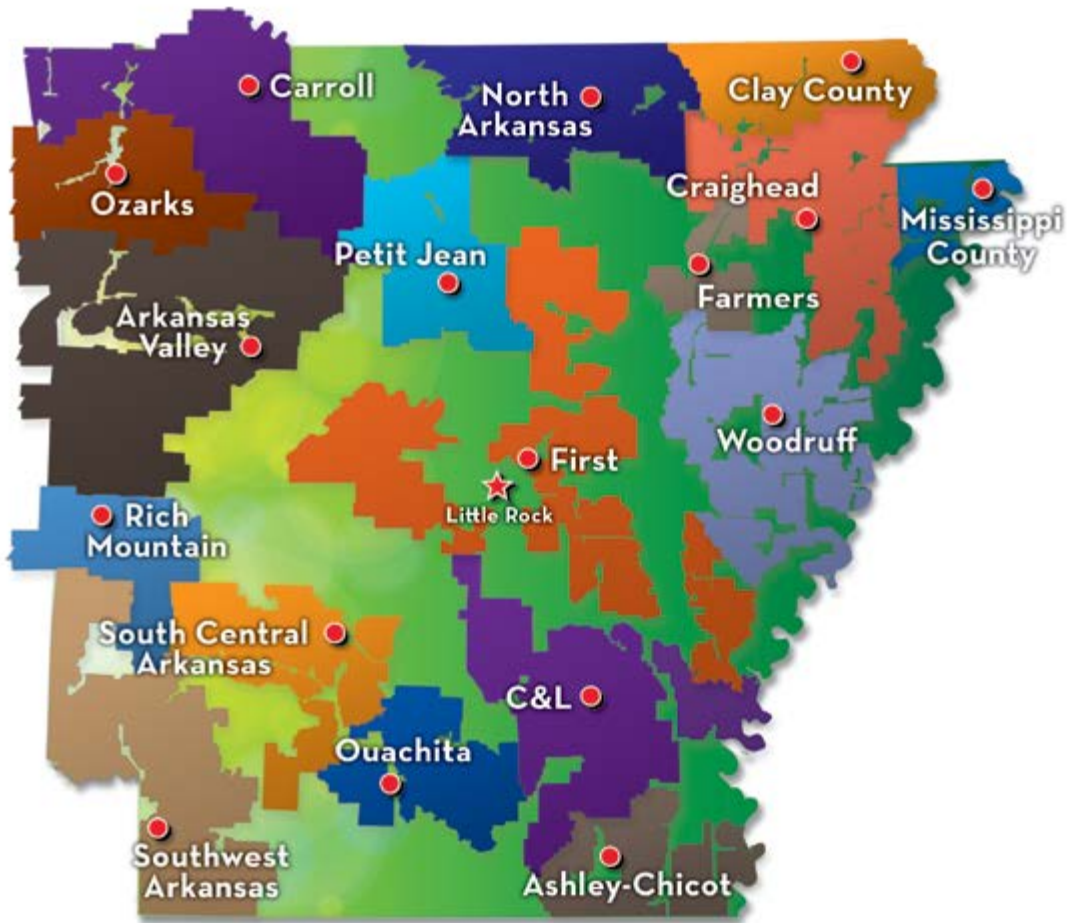 Carroll
North
Arkansas
Clay County
Ozarks
Craighead
Mississippi
County
Petit Jean
Farmers
Arkansas
Valley
Woodruff
First
Little Rock
Rich
Mountain
South Central
Arkansas
C&L
Ouachita
Southwest
Arkansas
Ashley-Chicot